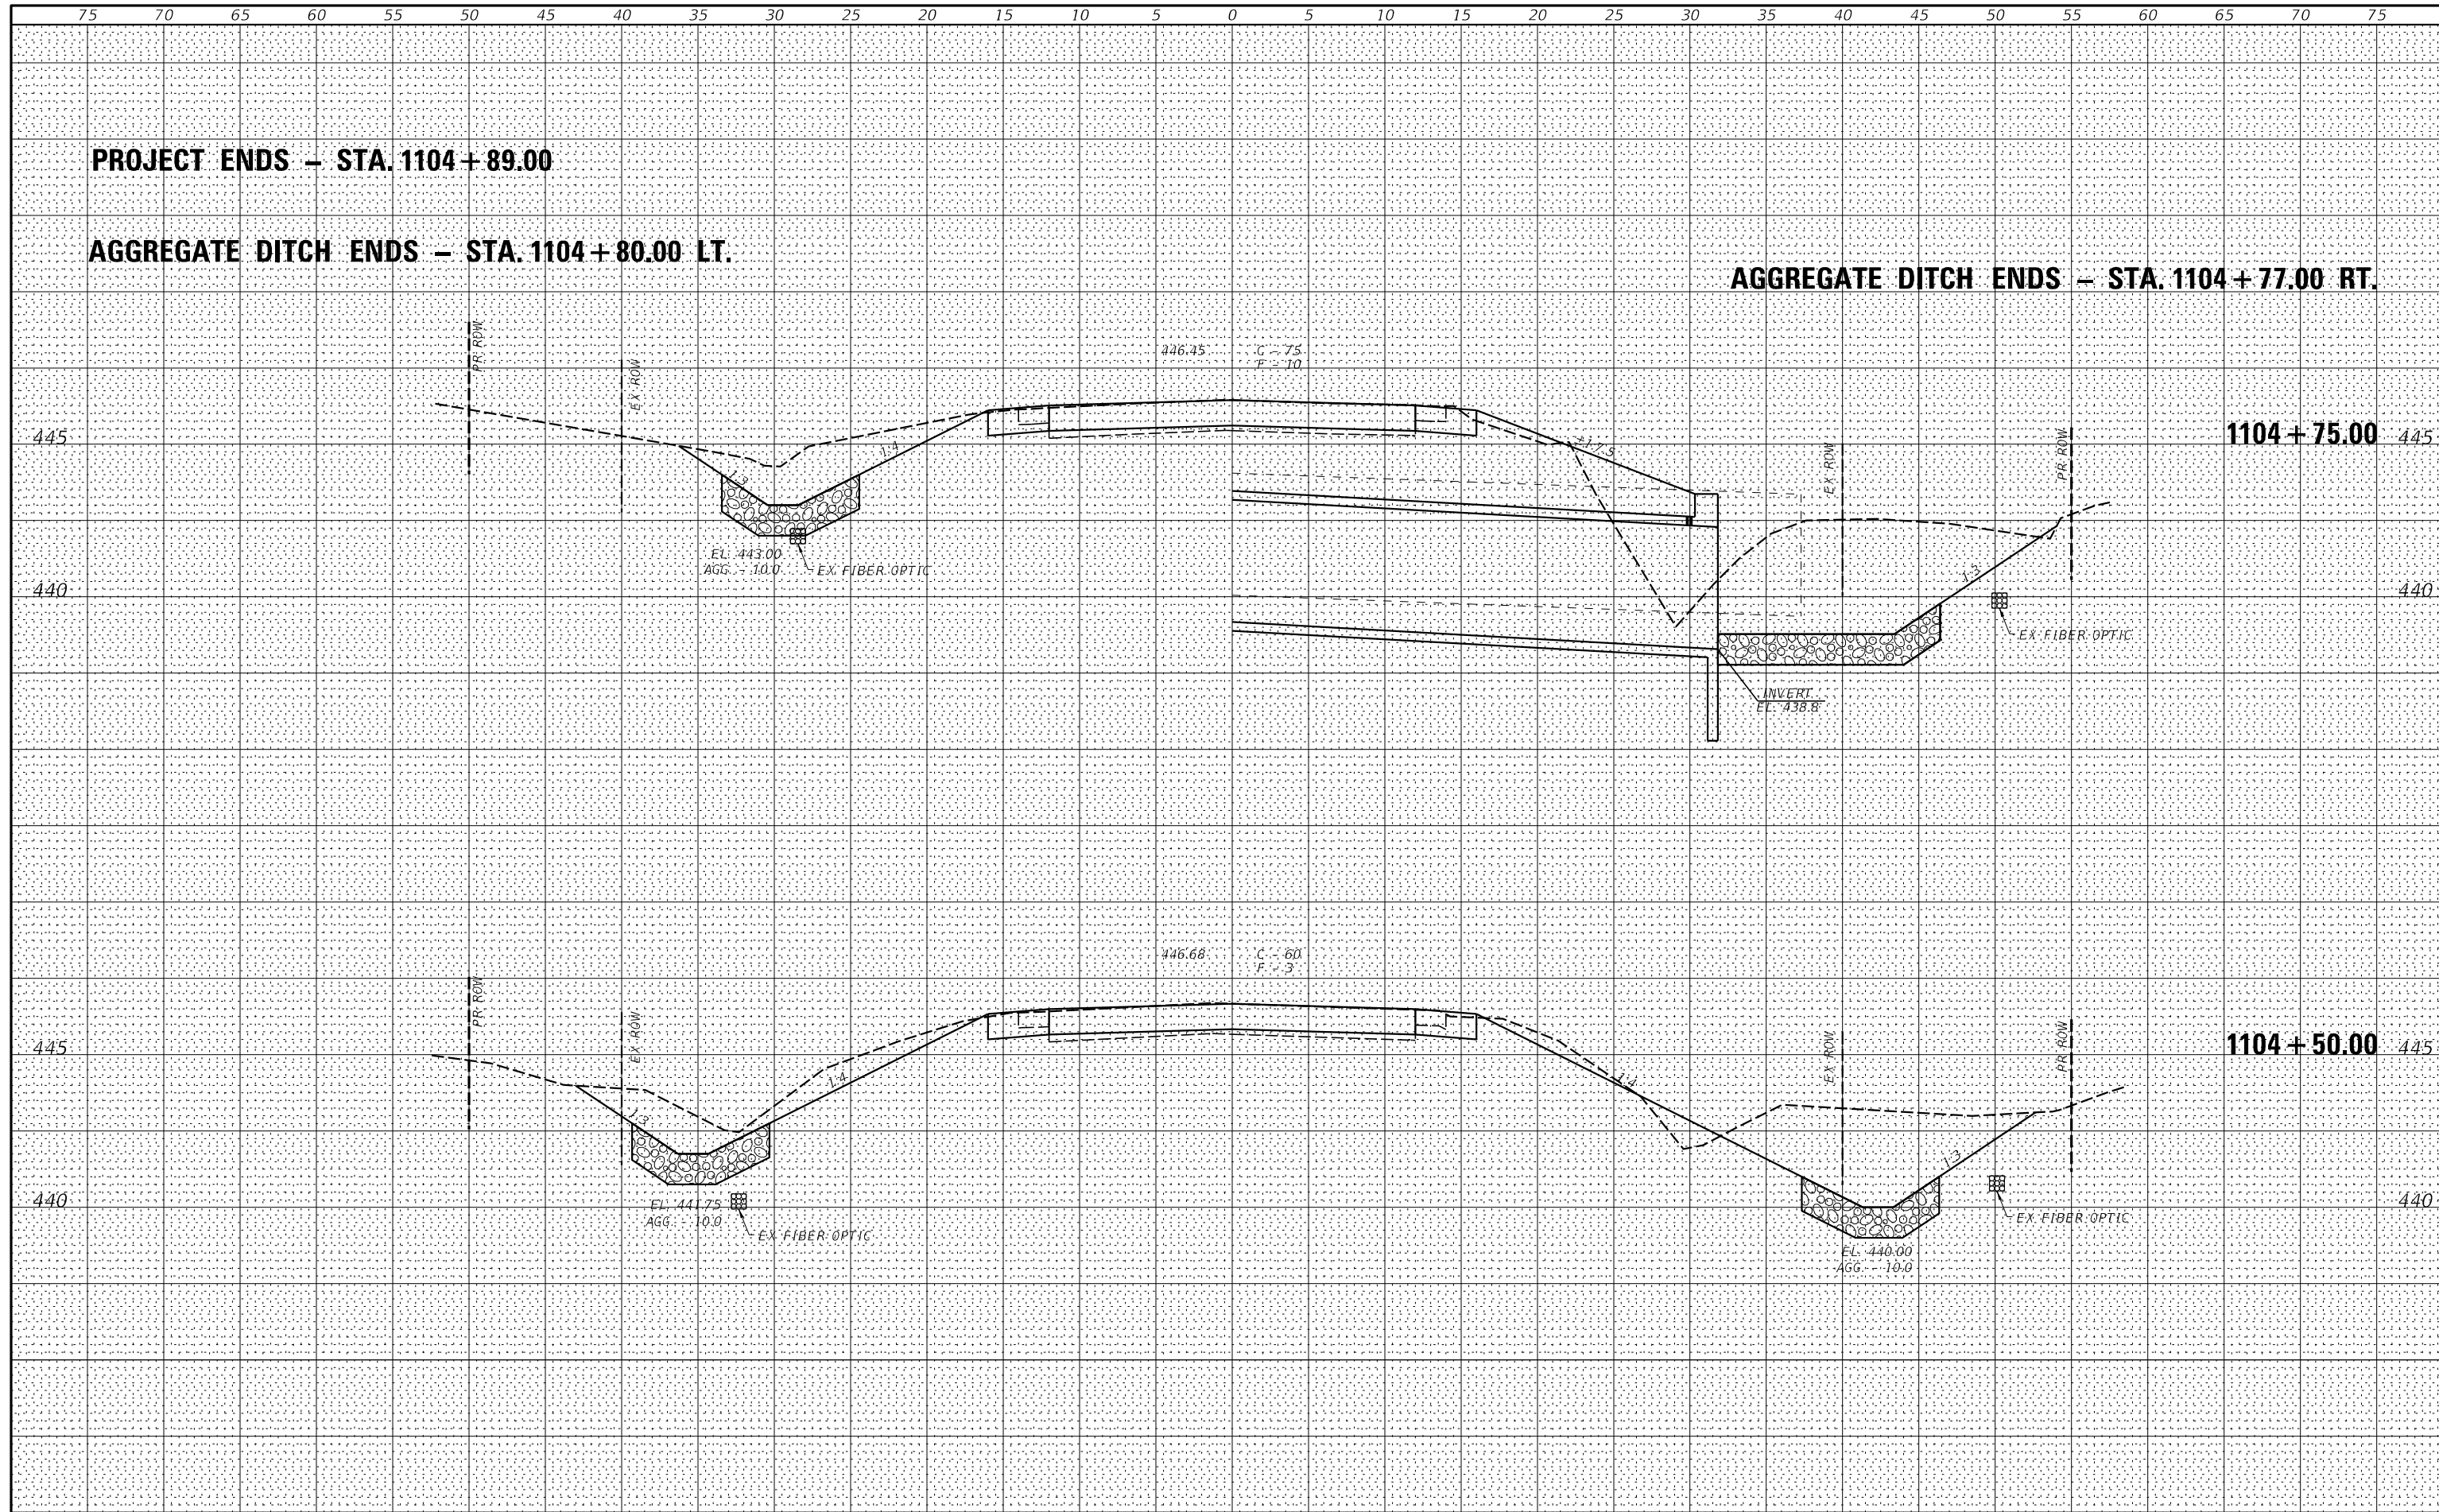 75 70 65 60 55 50 45 40 35 30 25 20 15 10 5 0 5 10 15 20 25 30 35 40 45 50 55 60 65 70 75
PROJECT ENDS – STA. 1104+89.00
AGGREGATE DITCH ENDS – STA. 1104+80.00 LT.
AGGREGATE DITCH ENDS – STA. 1104+77.00 RT.
PR ROW
EX ROW
446.45
C - 75
F - 10
445
1:4
1:3
EX ROW
PR ROW
1104+75.00
445
EL. 443.00
AGG. - 10.0
EX FIBER OPTIC
440
1:3
440
EX FIBER OPTIC
INVERT
EL. 438.8
PR ROW
EX ROW
446.68
C - 60
F - 3
445
1:4
1:3
1:4
EX ROW
PR ROW
1104+50.00
445
440
EL. 441.75
AGG. - 10.0
EX FIBER OPTIC
1:3
440
EX FIBER OPTIC
EL. 440.00
AGG. - 10.0